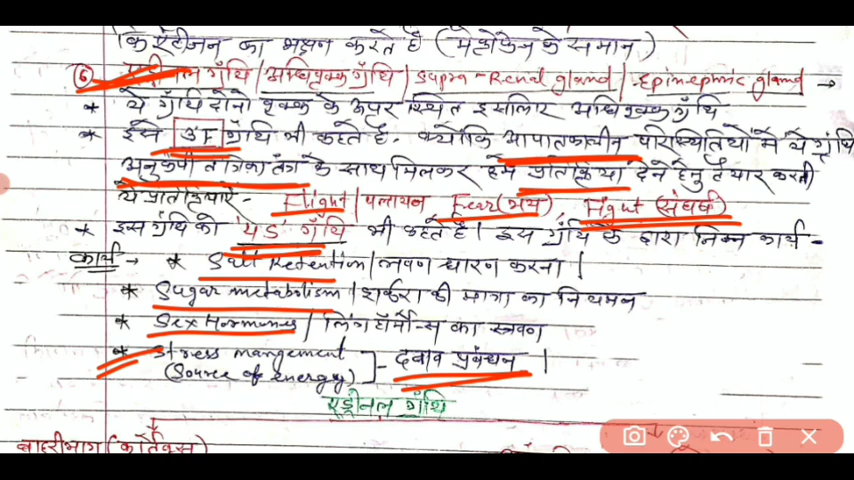 कि एंटीजन का भक्षण करते है (मेक्रोफेज के समान)
⑥ एड्रीनल ग्रंथि / अधिवृक्क ग्रंथि / Supra-Renal gland / Epinephric gland →
* ये ग्रंथि दोनो वृक्क के ऊपर स्थित इसलिए अधिवृक्क ग्रंथि
* इसे 3F ग्रंथि भी कहते है. क्योकि आपातकालीन परिस्थितियों में ये ग्रंथि
अनुकंपी तंत्रिका तंत्र के साथ मिलकर हमे प्रतिक्रिया देने हेतु तैयार करती
ये प्रतिक्रियाएँ- Flight / पलायन Fear (भय) Fight (संघर्ष)
* इस ग्रंथि को '4S' ग्रंथि भी कहते है। इस ग्रंथि के द्वारा निम्न कार्य -
कार्य → * Salt Retention / लवण धारण करना |
* Sugar metabolism / शर्करा की मात्रा का नियमन
* Sex Hormones / लिंग हॉर्मोन्स का स्त्रवण
* Stress mangement
(Source of energy) ] - दबाव प्रबंधन |
एड्रीनल ग्रंथि
बाहरीभाग (कोर्टेक्स)